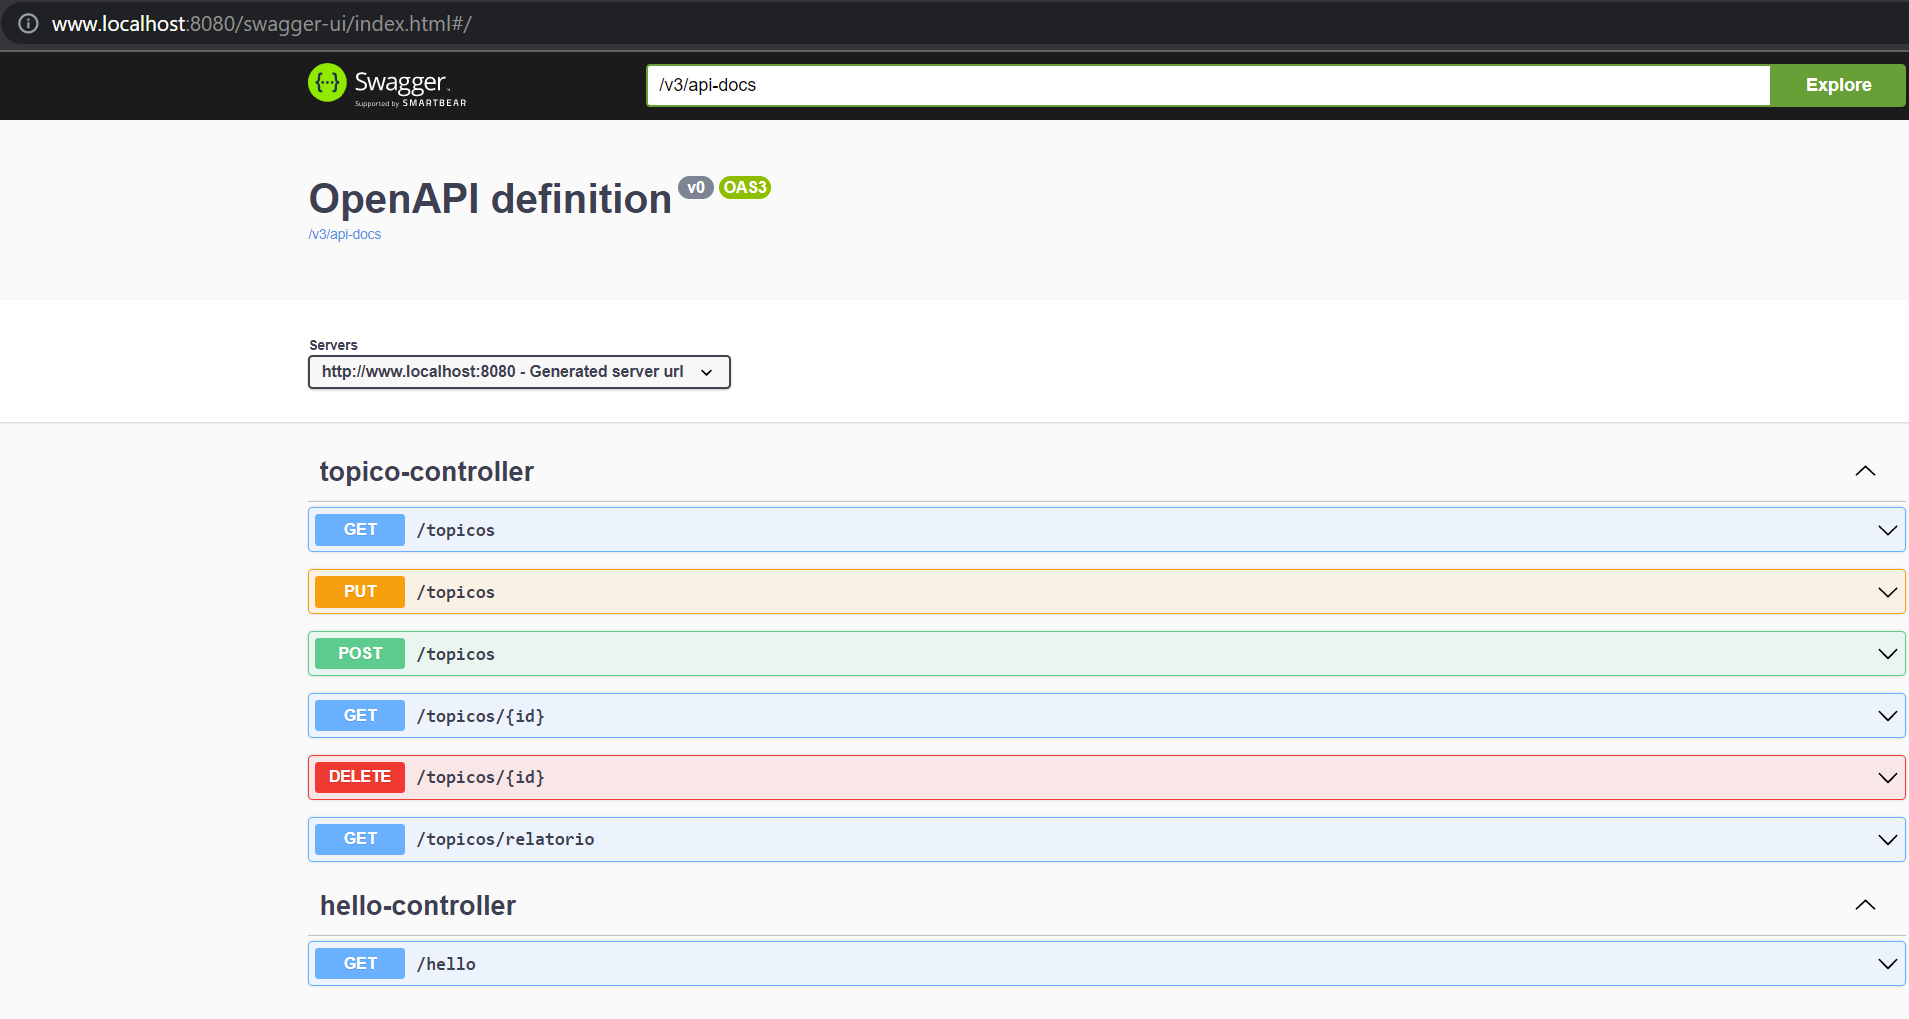 www.localhost:8080/swagger-ui/index.html#/
{···} Swagger™
Supported by SMARTBEAR
/v3/api-docs
Explore
OpenAPI definition v0 OAS3
/v3/api-docs
Servers
http://www.localhost:8080 - Generated server url
topico-controller
GET /topicos
PUT /topicos
POST /topicos
GET /topicos/{id}
DELETE /topicos/{id}
GET /topicos/relatorio
hello-controller
GET /hello